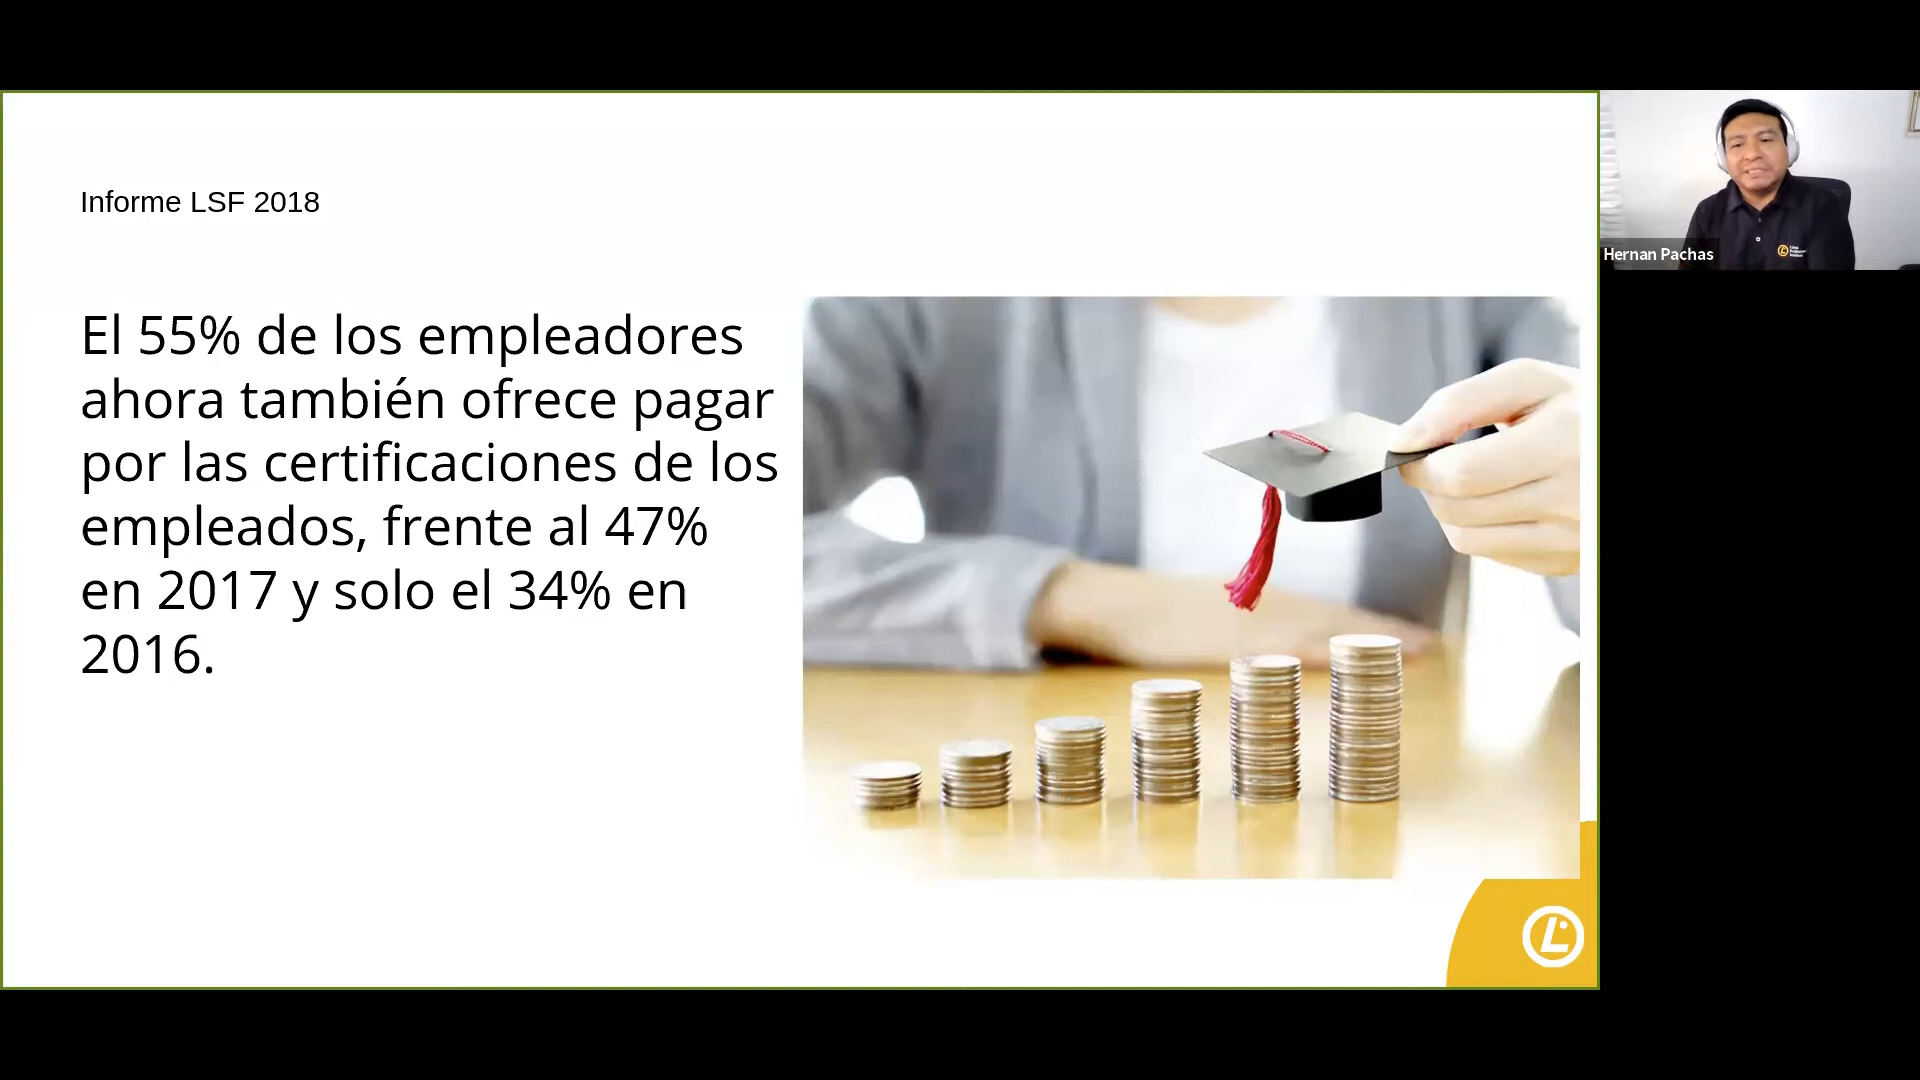 Informe LSF 2018
El 55% de los empleadores
ahora también ofrece pagar
por las certificaciones de los
empleados, frente al 47%
en 2017 y solo el 34% en
2016.
Hernan Pachas